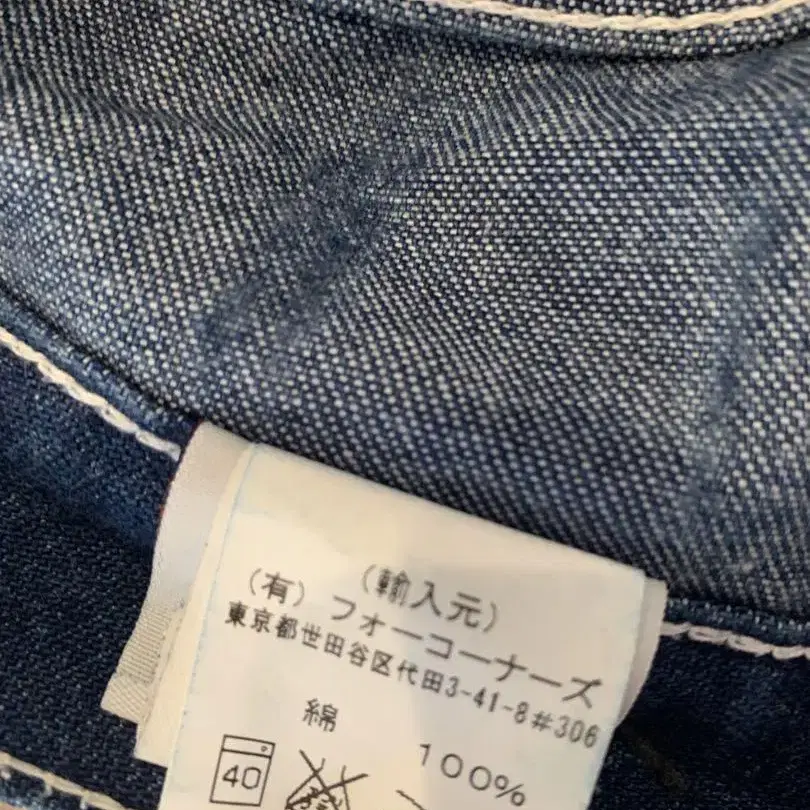 (輸入元)
(有) フォーコーナーズ
東京都世田谷区代田3-41-8#306
綿 100%
40